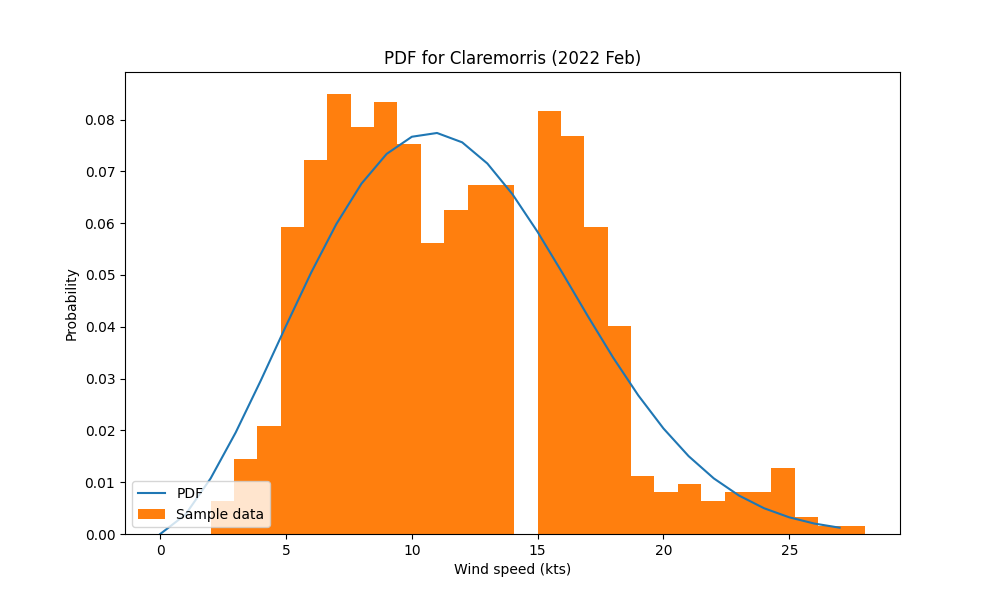 PDF for Claremorris (2022 Feb)
0.08
0.07
0.06
0.05
0.04
0.03
0.02
0.01
0.00
Probability
PDF
Sample data
0 5 10 15 20 25
Wind speed (kts)